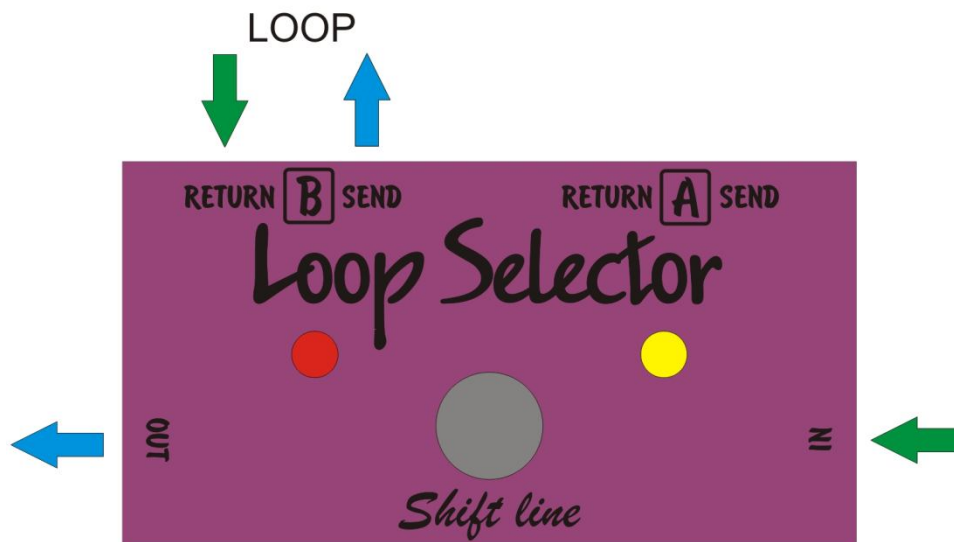 LOOP
RETURN B SEND RETURN A SEND
Loop Selector
OUT
IN
Shift line